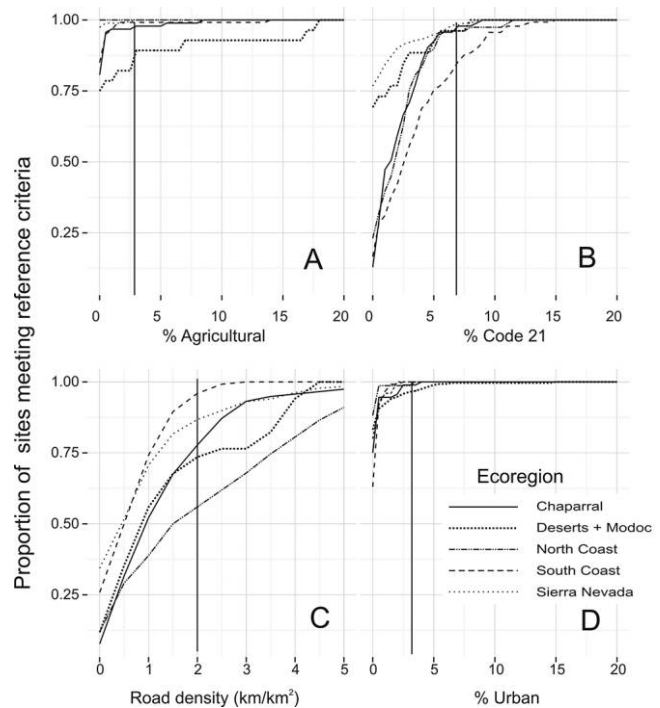 Proportion of sites meeting reference criteria
1.00
0.75
0.50
0.25
A
0 5 10 15 20
% Agricultural
B
0 5 10 15 20
% Code 21
1.00
0.75
0.50
0.25
C
0 1 2 3 4 5
Road density (km/km²)
Ecoregion
Chaparral
Deserts + Modoc
North Coast
South Coast
Sierra Nevada
D
0 5 10 15 20
% Urban